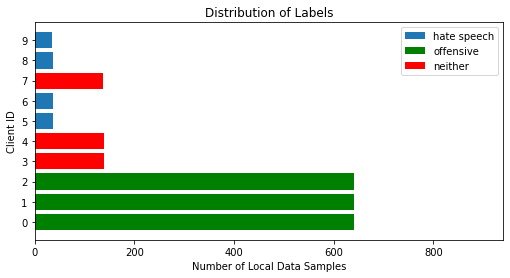 Distribution of Labels
hate speech
offensive
neither
Client ID
9
8
7
6
5
4
3
2
1
0
0 200 400 600 800
Number of Local Data Samples